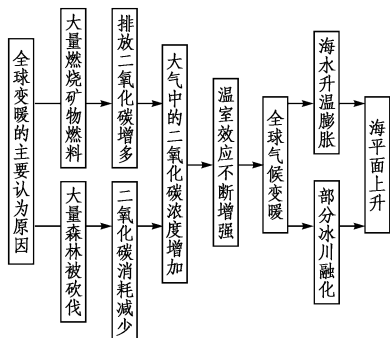 全球变暖的主要认为原因
大量燃烧矿物燃料
排放二氧化碳增多
大量森林被砍伐
二氧化碳消耗减少
大气中的二氧化碳浓度增加
温室效应不断增强
全球气候变暖
海水升温膨胀
部分冰川融化
海平面上升